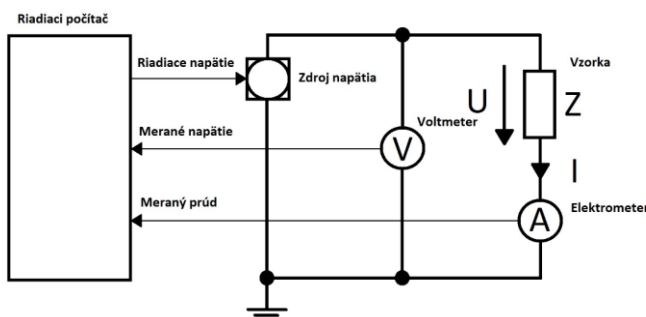 Riadiaci počítač
Riadiace napätie
Zdroj napätia
Vzorka
U
Z
Merané napätie
Voltmeter
V
I
Meraný prúd
A
Elektrometer